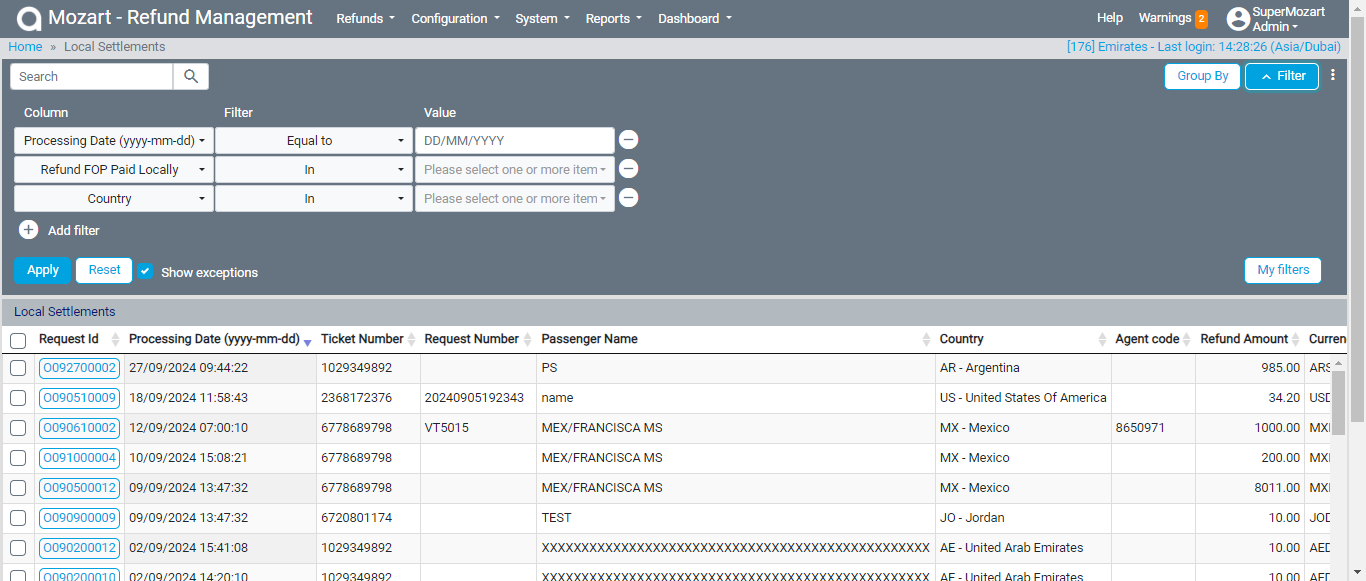 Mozart - Refund Management Refunds Configuration System Reports Dashboard Help Warnings 2 SuperMozart Admin
Home » Local Settlements [176] Emirates - Last login: 14:28:26 (Asia/Dubai)
Search Group By Filter
Column Filter Value
Processing Date (yyyy-mm-dd) Equal to DD/MM/YYYY
Refund FOP Paid Locally In Please select one or more item
Country In Please select one or more item
Add filter
Apply Reset Show exceptions My filters
Local Settlements
Request Id Processing Date (yyyy-mm-dd) Ticket Number Request Number Passenger Name Country Agent code Refund Amount Curren
O092700002 27/09/2024 09:44:22 1029349892 PS AR - Argentina 985.00 ARS
O090510009 18/09/2024 11:58:43 2368172376 20240905192343 name US - United States Of America 34.20 USD
O090610002 12/09/2024 07:00:10 6778689798 VT5015 MEX/FRANCISCA MS MX - Mexico 8650971 1000.00 MX
O091000004 10/09/2024 15:08:21 6778689798 MEX/FRANCISCA MS MX - Mexico 200.00 MX
O090500012 09/09/2024 13:47:32 6778689798 MEX/FRANCISCA MS MX - Mexico 8011.00 MX
O090900009 09/09/2024 13:47:32 6720801174 TEST JO - Jordan 10.00 JOD
O090200012 02/09/2024 15:41:08 1029349892 XXXXXXXXXXXXXXXXXXXXXXXXXXXXXXXXXXXXXXXXXXXXXXXXX AE - United Arab Emirates 10.00 AED
O090200010 02/09/2024 14:20:10 1029349892 XXXXXXXXXXXXXXXXXXXXXXXXXXXXXXXXXXXXXXXXXXXXXXXXX AE - United Arab Emirates 10.00 AED